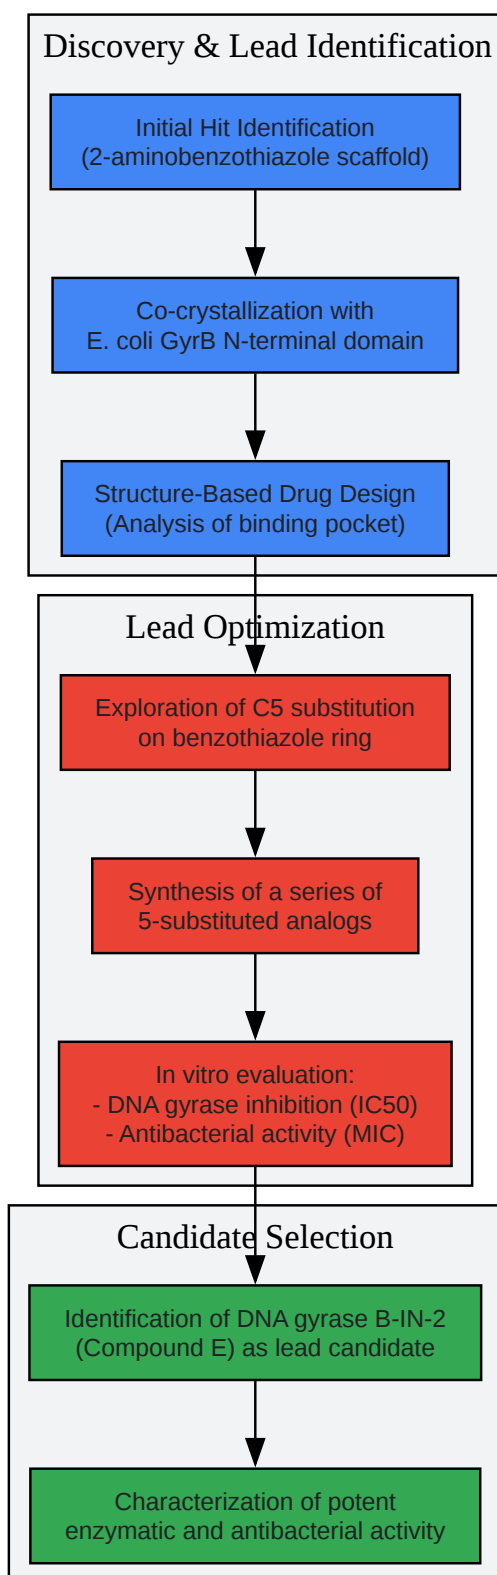 Discovery & Lead Identification
Initial Hit Identification
(2-aminobenzothiazole scaffold)
Co-crystallization with
E. coli GyrB N-terminal domain
Structure-Based Drug Design
(Analysis of binding pocket)
Lead Optimization
Exploration of C5 substitution
on benzothiazole ring
Synthesis of a series of
5-substituted analogs
In vitro evaluation:
- DNA gyrase inhibition (IC50)
- Antibacterial activity (MIC)
Candidate Selection
Identification of DNA gyrase B-IN-2
(Compound E) as lead candidate
Characterization of potent
enzymatic and antibacterial activity